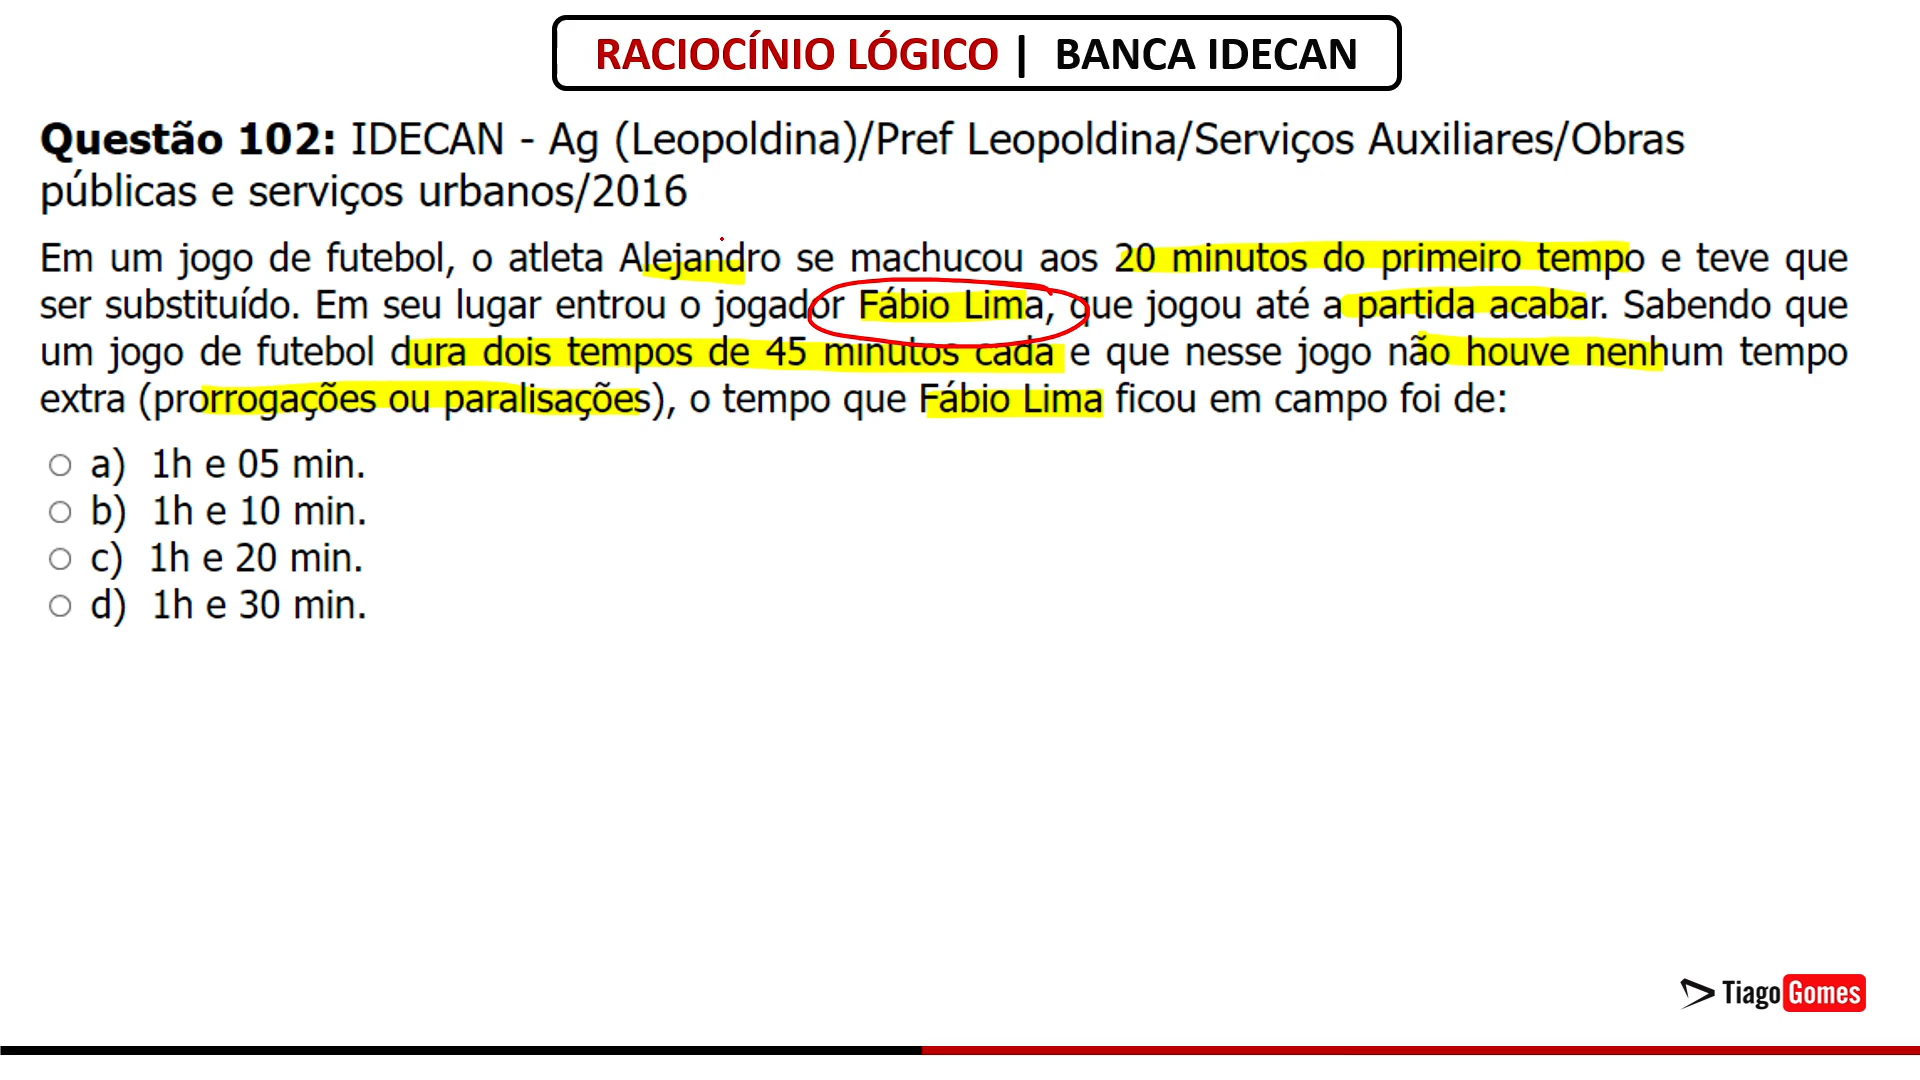 RACIOCÍNIO LÓGICO | BANCA IDECAN
Questão 102: IDECAN - Ag (Leopoldina)/Pref Leopoldina/Serviços Auxiliares/Obras
públicas e serviços urbanos/2016
Em um jogo de futebol, o atleta Alejandro se machucou aos 20 minutos do primeiro tempo e teve que
ser substituído. Em seu lugar entrou o jogador Fábio Lima, que jogou até a partida acabar. Sabendo que
um jogo de futebol dura dois tempos de 45 minutos cada e que nesse jogo não houve nenhum tempo
extra (prorrogações ou paralisações), o tempo que Fábio Lima ficou em campo foi de:
a) 1h e 05 min.
b) 1h e 10 min.
c) 1h e 20 min.
d) 1h e 30 min.
Tiago Gomes